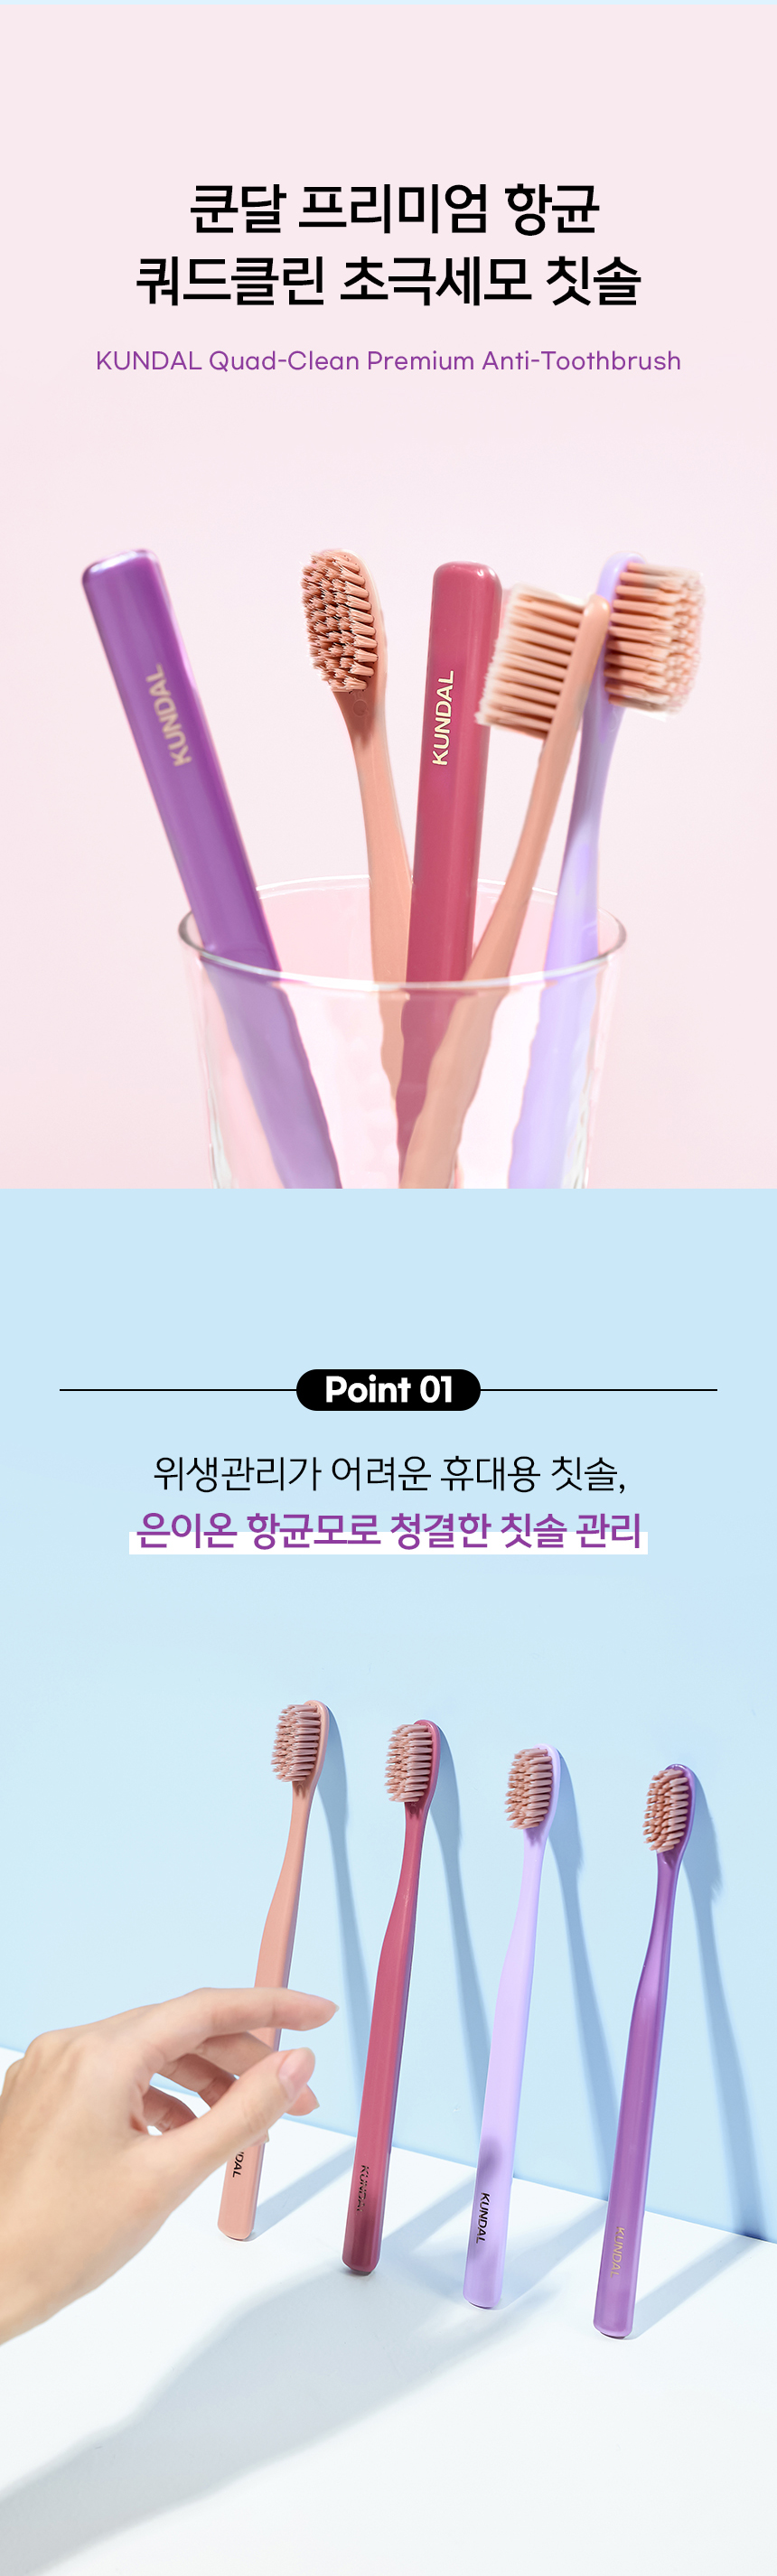 쿤달 프리미엄 항균
쿼드클린 초극세모 칫솔
KUNDAL Quad-Clean Premium Anti-Toothbrush
KUNDAL
KUNDAL
Point 01
위생관리가 어려운 휴대용 칫솔,
은이온 항균모로 청결한 칫솔 관리
KUNDAL
KUNDAL